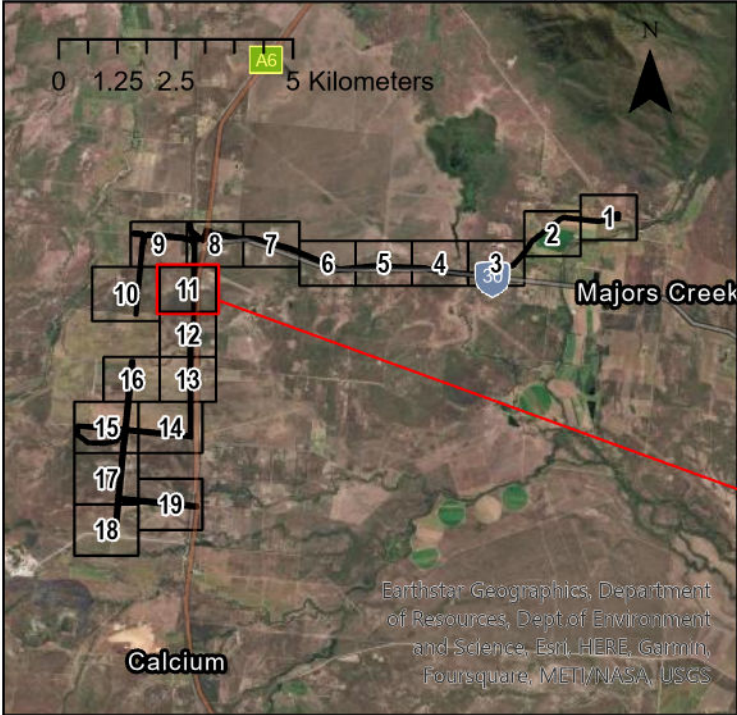 N
A6
0 1.25 2.5 5 Kilometers
1
2
9 8 7 6 5 4 3
30
10 11
Majors Creek
12
16 13
15 14
17
19
18
Earthstar Geographics, Department
of Resources, Dept.of Environment
and Science, Esri, HERE, Garmin,
Foursquare, METI/NASA, USGS
Calcium